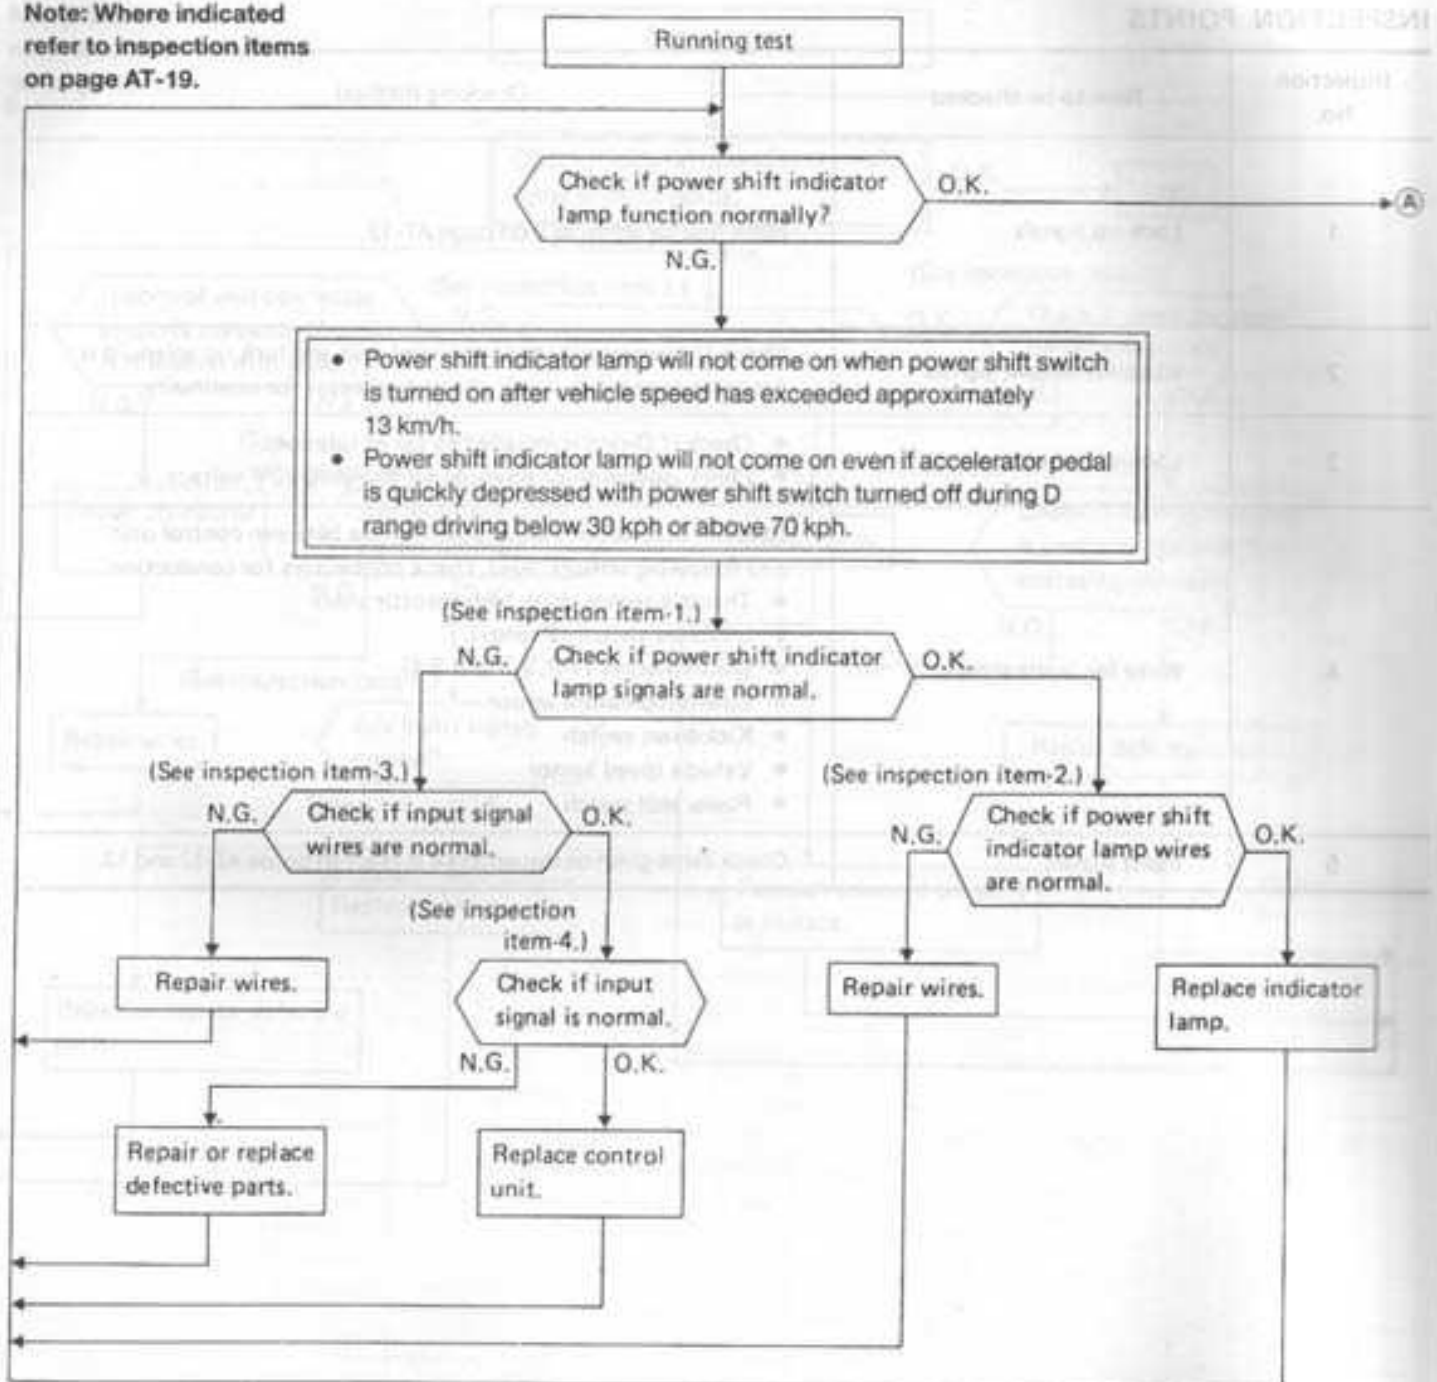 Note: Where indicated
refer to inspection items
on page AT-19.
Running test
Check if power shift indicator
lamp function normally?
O.K.
A
N.G.
• Power shift indicator lamp will not come on when power shift switch
is turned on after vehicle speed has exceeded approximately
13 km/h.
• Power shift indicator lamp will not come on even if accelerator pedal
is quickly depressed with power shift switch turned off during D
range driving below 30 kph or above 70 kph.
(See inspection item-1.)
N.G.
Check if power shift indicator
lamp signals are normal.
O.K.
(See inspection item-3.)
N.G.
Check if input signal
wires are normal.
O.K.
(See inspection item-2.)
N.G.
Check if power shift
indicator lamp wires
are normal.
O.K.
(See inspection
item-4.)
Repair wires.
Check if input
signal is normal.
Repair wires.
Replace indicator
lamp.
N.G.
O.K.
Repair or replace
defective parts.
Replace control
unit.